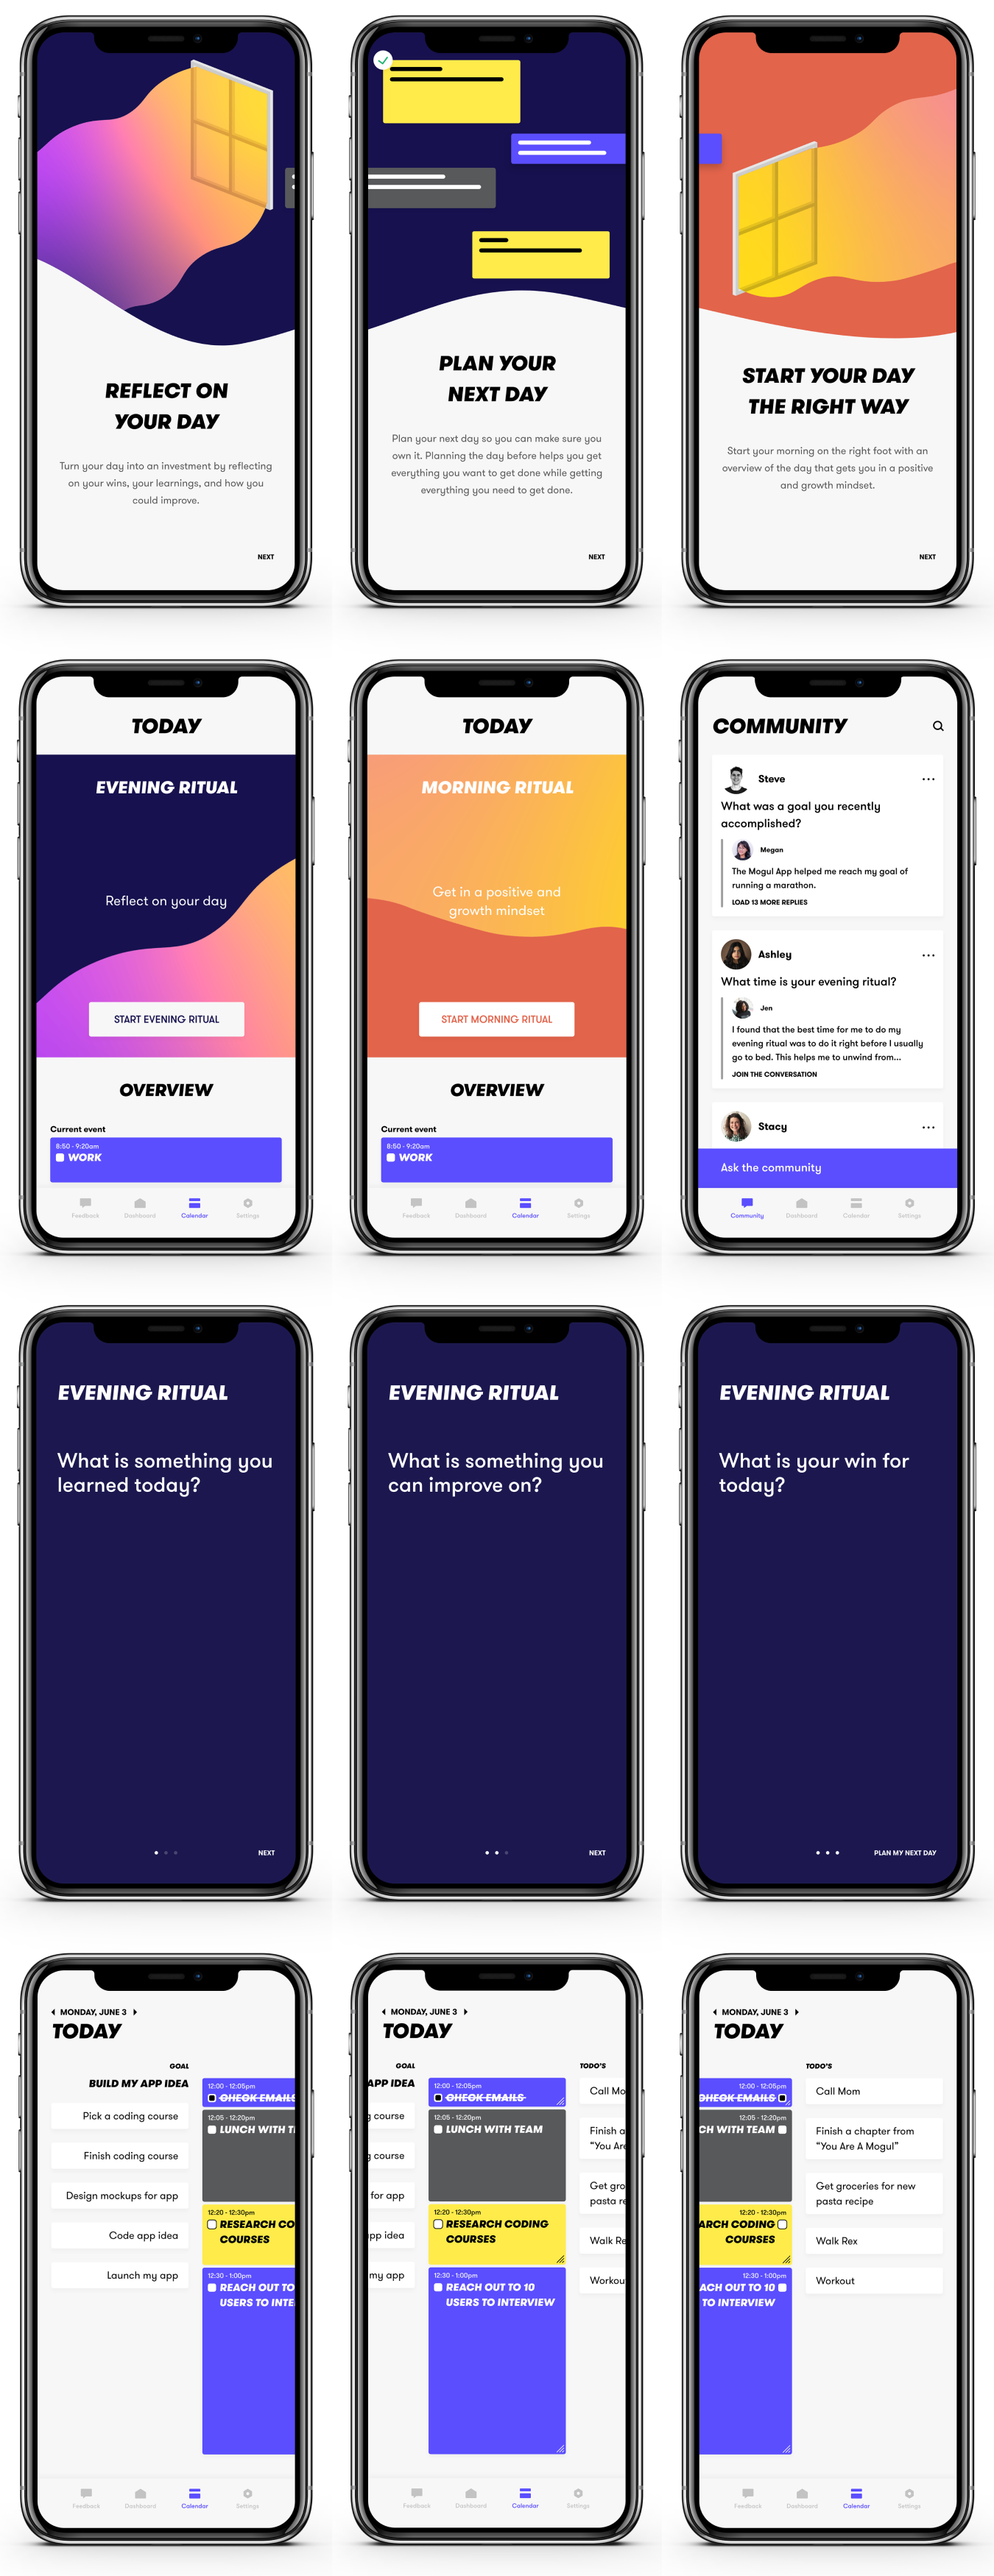 REFLECT ON
YOUR DAY
Turn your day into an investment by reflecting
on your wins, your learnings, and how you
could improve.
NEXT
PLAN YOUR
NEXT DAY
Plan your next day so you can make sure you
own it. Planning the day before helps you get
everything you want to get done while getting
everything you need to get done.
NEXT
START YOUR DAY
THE RIGHT WAY
Start your morning on the right foot with an
overview of the day that gets you in a positive
and growth mindset.
NEXT
TODAY
EVENING RITUAL
Reflect on your day
START EVENING RITUAL
OVERVIEW
Current event
8:50 - 9:20am
WORK
Feedback
Dashboard
Calendar
Settings
TODAY
MORNING RITUAL
Get in a positive and
growth mindset
START MORNING RITUAL
OVERVIEW
Current event
8:50 - 9:20am
WORK
Feedback
Dashboard
Calendar
Settings
COMMUNITY
Steve
What was a goal you recently
accomplished?
Megan
The Mogul App helped me reach my goal of
running a marathon.
LOAD 13 MORE REPLIES
Ashley
What time is your evening ritual?
Jen
I found that the best time for me to do my
evening ritual was to do it right before I usually
go to bed. This helps me to unwind from...
JOIN THE CONVERSATION
Stacy
Ask the community
Community
Dashboard
Calendar
Settings
EVENING RITUAL
What is something you
learned today?
NEXT
EVENING RITUAL
What is something you
can improve on?
NEXT
EVENING RITUAL
What is your win for
today?
PLAN MY NEXT DAY
MONDAY, JUNE 3
TODAY
GOAL
BUILD MY APP IDEA
Pick a coding course
Finish coding course
Design mockups for app
Code app idea
Launch my app
12:00 - 12:05pm
CHECK EMAILS
12:05 - 12:20pm
LUNCH WITH T
12:20 - 12:30pm
RESEARCH CO
COURSES
12:30 - 1:00pm
REACH OUT TO
USERS TO INTE
Feedback
Dashboard
Calendar
Settings
MONDAY, JUNE 3
TODAY
GOAL
APP IDEA
g course
g course
for app
pp idea
my app
12:00 - 12:05pm
CHECK EMAILS
12:05 - 12:20pm
LUNCH WITH TEAM
12:20 - 12:30pm
RESEARCH CODING
COURSES
12:30 - 1:00pm
REACH OUT TO 10
USERS TO INTERVIEW
TODO'S
Call Mo
Finish a
“You Are
Get gro
pasta re
Walk Re
Workou
Feedback
Dashboard
Calendar
Settings
MONDAY, JUNE 3
TODAY
12:00 - 12:05pm
CHECK EMAILS
12:05 - 12:20pm
CH WITH TEAM
12:20 - 12:30pm
ARCH CODING
12:30 - 1:00pm
ACH OUT TO 10
TO INTERVIEW
TODO'S
Call Mom
Finish a chapter from
“You Are A Mogul”
Get groceries for new
pasta recipe
Walk Rex
Workout
Feedback
Dashboard
Calendar
Settings